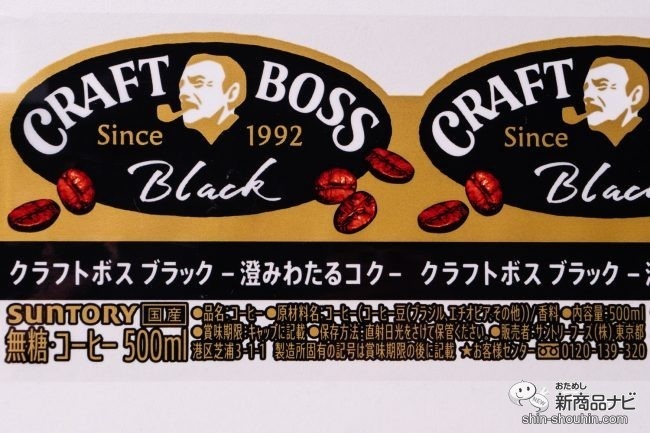 CRAFT BOSS
Since 1992
Black
CRAFT
Since
Blac
クラフトボス ブラック －澄みわたるコク－ クラフトボス ブラック －澄
SUNTORY 国産 ●品名:コーヒー ●原材料名:コーヒー(コーヒー豆(ブラジル、エチオピア、その他))/香料 ●内容量:500ml
無糖・コーヒー 500ml ●賞味期限:キャップに記載 ●保存方法:直射日光をさけて保管ください。 ●販売者:サントリーフーズ(株)東京都
港区芝浦3-1-1 製造所固有の記号は賞味期限の後に記載 ★お客様センター 0120-139-320
おためし
新商品ナビ
NEW
shin-shouhin.com